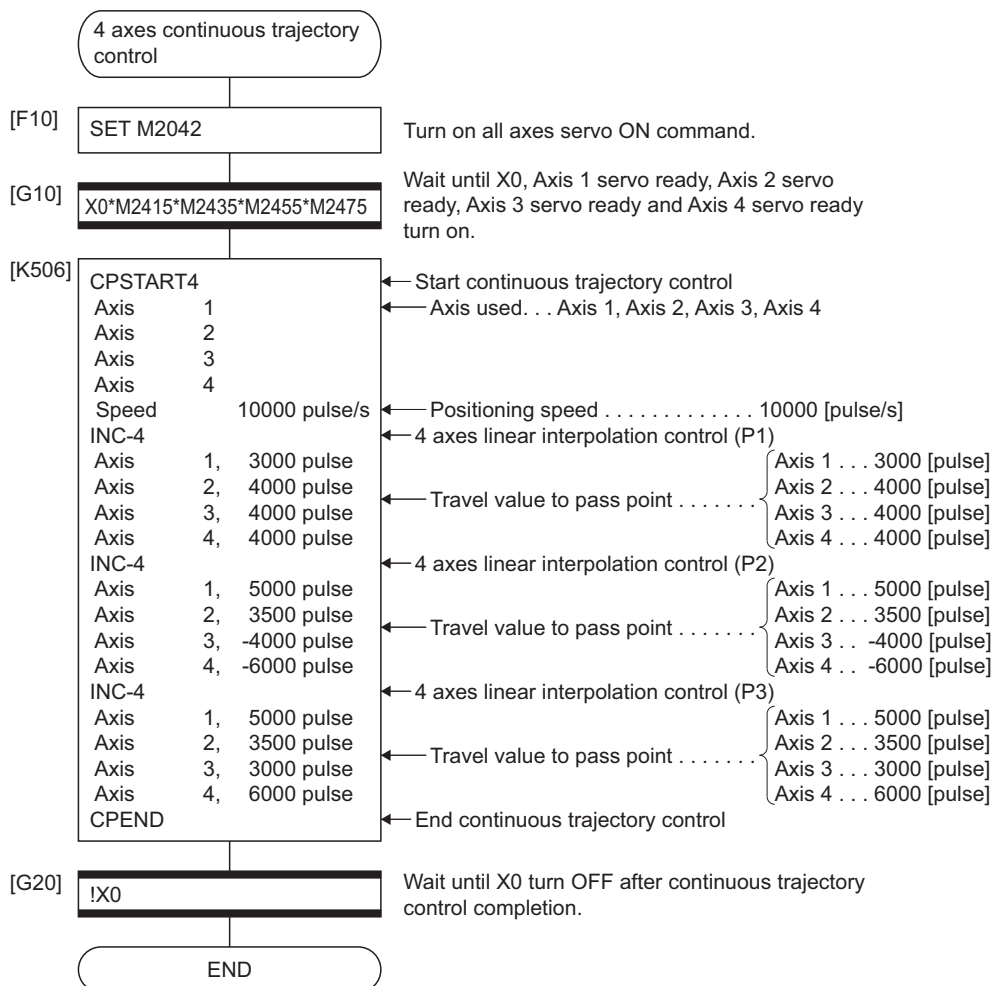 4 axes continuous trajectory
control
[F10]
SET M2042
Turn on all axes servo ON command.
[G10]
X0*M2415*M2435*M2455*M2475
Wait until X0, Axis 1 servo ready, Axis 2 servo
ready, Axis 3 servo ready and Axis 4 servo ready
turn on.
[K506]
CPSTART4 Start continuous trajectory control
Axis 1 Axis used. . . Axis 1, Axis 2, Axis 3, Axis 4
Axis 2
Axis 3
Axis 4
Speed 10000 pulse/s Positioning speed . . . . . . . . . . . . . 10000 [pulse/s]
INC-4 4 axes linear interpolation control (P1)
Axis 1, 3000 pulse Axis 1 . . . 3000 [pulse]
Axis 2, 4000 pulse Axis 2 . . . 4000 [pulse]
Travel value to pass point . . . . . . .
Axis 3, 4000 pulse Axis 3 . . . 4000 [pulse]
Axis 4, 4000 pulse Axis 4 . . . 4000 [pulse]
INC-4 4 axes linear interpolation control (P2)
Axis 1, 5000 pulse Axis 1 . . . 5000 [pulse]
Axis 2, 3500 pulse Axis 2 . . . 3500 [pulse]
Travel value to pass point . . . . . . .
Axis 3, -4000 pulse Axis 3 . . -4000 [pulse]
Axis 4, -6000 pulse Axis 4 . . -6000 [pulse]
INC-4 4 axes linear interpolation control (P3)
Axis 1, 5000 pulse Axis 1 . . . 5000 [pulse]
Axis 2, 3500 pulse Axis 2 . . . 3500 [pulse]
Travel value to pass point . . . . . . .
Axis 3, 3000 pulse Axis 3 . . . 3000 [pulse]
Axis 4, 6000 pulse Axis 4 . . . 6000 [pulse]
CPEND End continuous trajectory control
[G20]
!X0
Wait until X0 turn OFF after continuous trajectory
control completion.
END